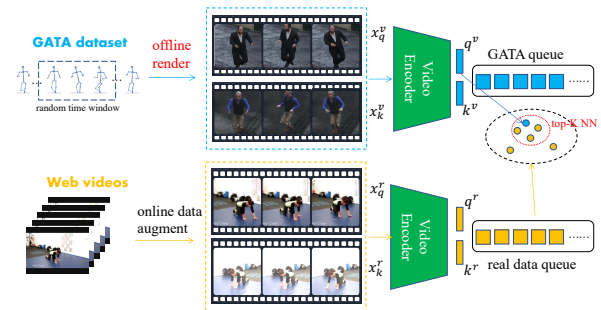 GATA dataset
offline
render
random time window
x_q^v
x_k^v
Video
Encoder
q^v
k^v
GATA queue
......
top-K NN
Web videos
online data
augment
x_q^r
x_k^r
Video
Encoder
q^r
k^r
......
real data queue